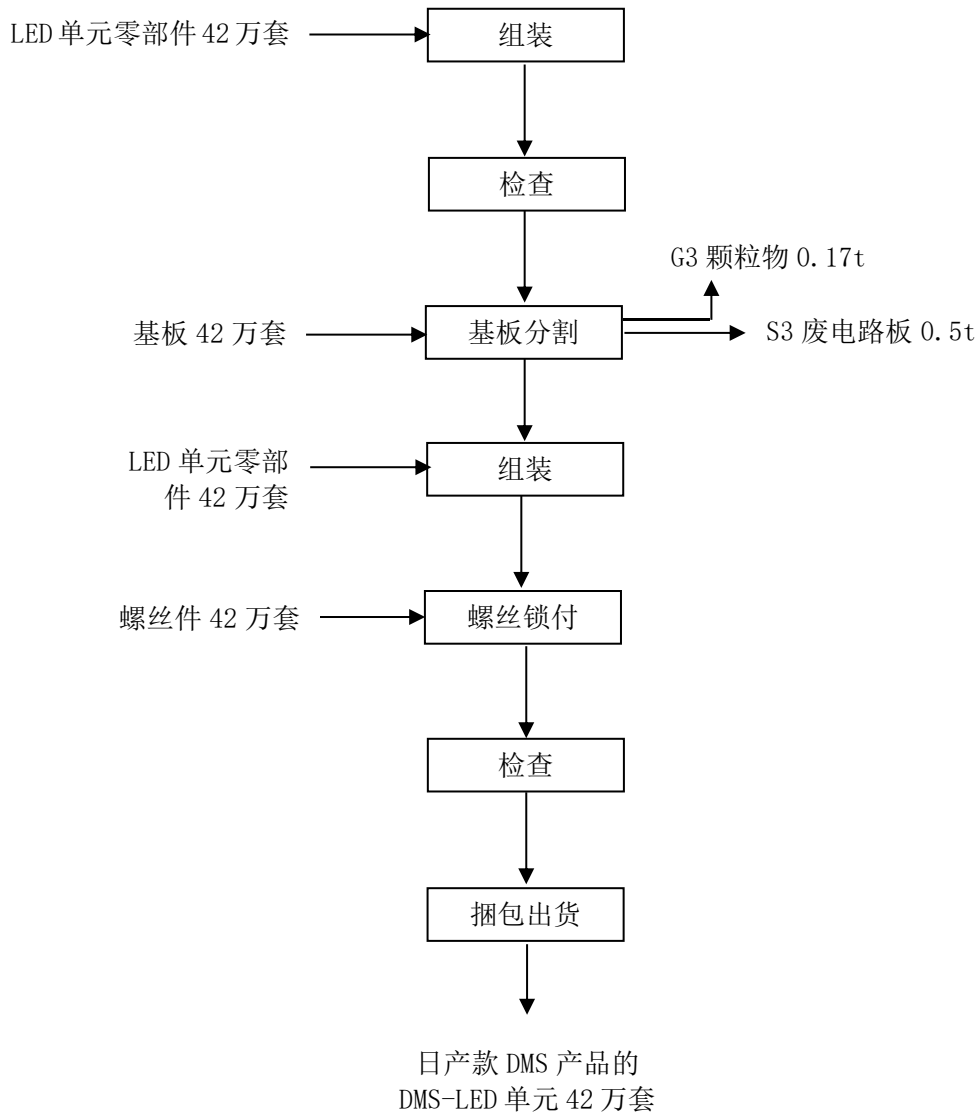 LED 单元零部件 42 万套
组装
检查
G3 颗粒物 0.17t
基板 42 万套
基板分割
S3 废电路板 0.5t
LED 单元零部
件 42 万套
组装
螺丝件 42 万套
螺丝锁付
检查
捆包出货
日产款 DMS 产品的
DMS-LED 单元 42 万套